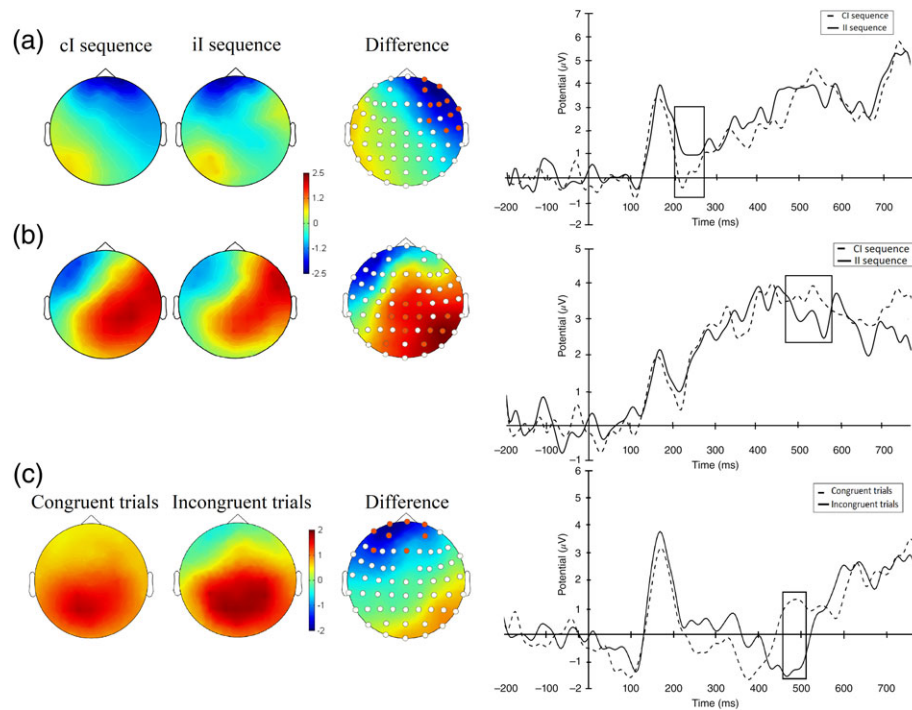 (a)
cI sequence iI sequence Difference
2.5
1.2
0
-1.2
-2.5
(b)
(c)
Congruent trials Incongruent trials Difference
2
1
0
-1
-2
CI sequence
II sequence
Potential (µV)
7
6
5
4
3
2
1
0
−1
−2
−200 −100 0 100 200 300 400 500 600 700
Time (ms)
CI sequence
II sequence
Potential (µV)
5
4
3
2
1
0
−1
−200 −100 0 100 200 300 400 500 600 700
Time (ms)
Congruent trials
Incongruent trials
Potential (µV)
6
5
4
3
2
1
0
−1
−2
−200 −100 0 100 200 300 400 500 600 700
Time (ms)